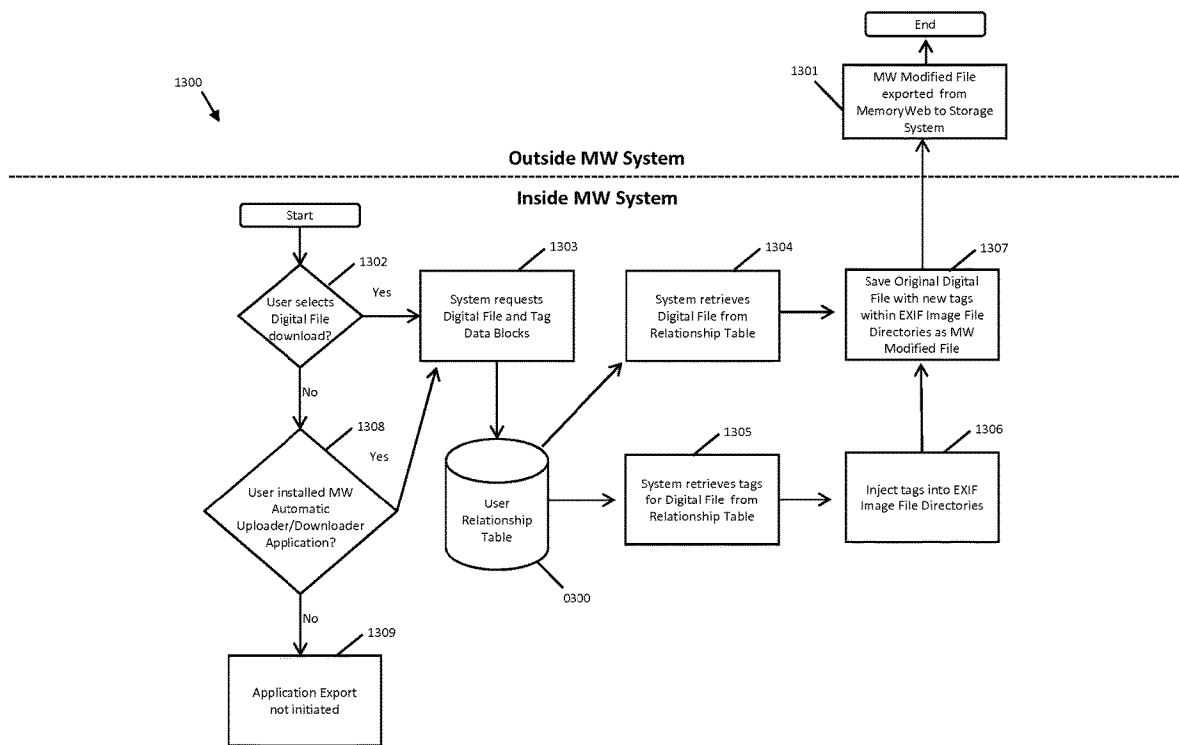 End
1301
MW Modified File
exported from
MemoryWeb to Storage
System
1300
Outside MW System
Inside MW System
Start
1302
User selects
Digital File
download?
Yes
No
1303
System requests
Digital File and Tag
Data Blocks
1304
System retrieves
Digital File from
Relationship Table
1307
Save Original Digital
File with new tags
within EXIF Image File
Directories as MW
Modified File
1308
Yes
User installed MW
Automatic
Uploader/Downloader
Application?
No
User
Relationship
Table
0300
1305
System retrieves tags
for Digital File from
Relationship Table
1306
Inject tags into EXIF
Image File Directories
1309
Application Export
not initiated